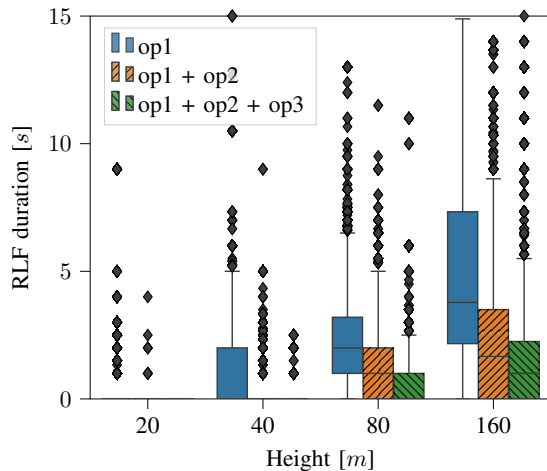 15
10
5
0
RLF duration [s]
op1
op1 + op2
op1 + op2 + op3
20
40
80
160
Height [m]